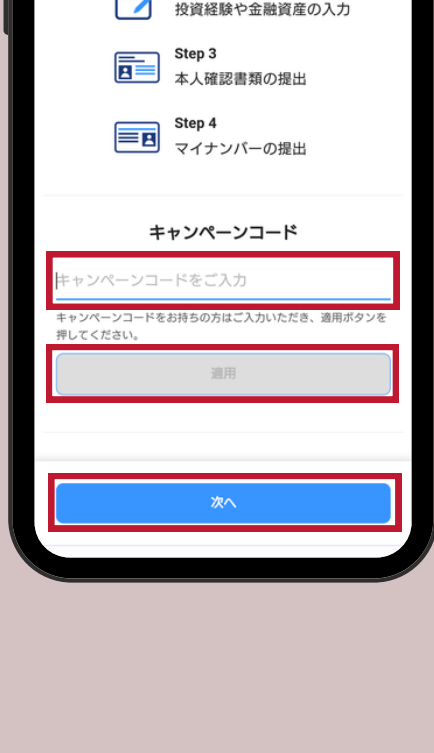 投資経験や金融資産の入力
Step 3
本人確認書類の提出
Step 4
マイナンバーの提出
キャンペーンコード
キャンペーンコードをご入力
キャンペーンコードをお持ちの方はご入力いただき、適用ボタンを
押してください。
適用
次へ